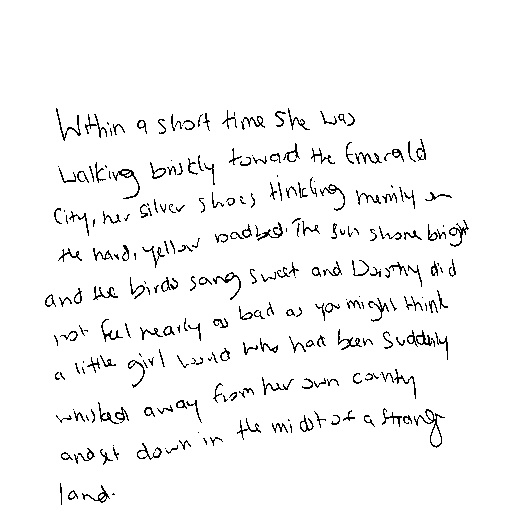 Within a short time she was
walking briskly toward the Emerald
City, her silver shoes tinkling merrily on
the hard, yellow roadbed. The sun shone bright
and the birds sang sweet and Dorothy did
not feel nearly as bad as you might think
a little girl would who had been suddenly
whisked away from her own country
and set down in the midst of a strange
land.